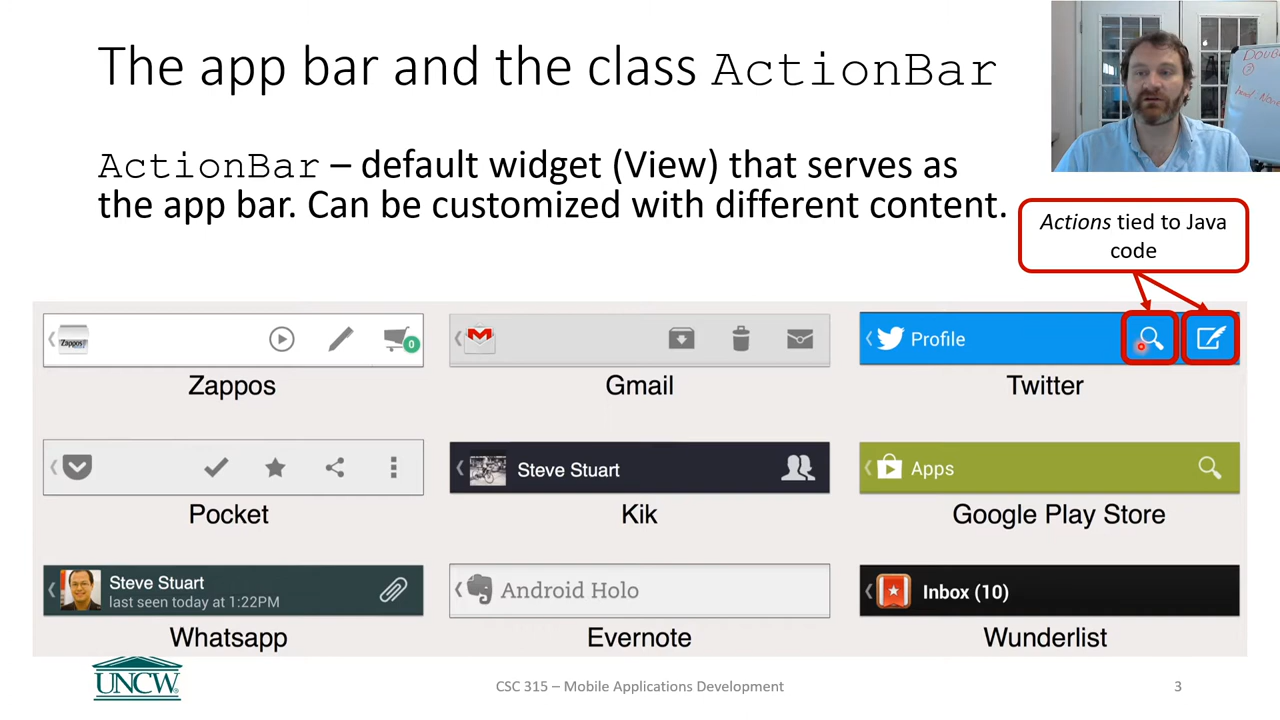 The app bar and the class ActionBar
ActionBar – default widget (View) that serves as
the app bar. Can be customized with different content.
Actions tied to Java
code
Zappos
0
Zappos
Gmail
Profile
Twitter
Pocket
Steve Stuart
Kik
Apps
Google Play Store
Steve Stuart
last seen today at 1:22PM
Whatsapp
Android Holo
Evernote
Inbox (10)
Wunderlist
UNCW
CSC 315 – Mobile Applications Development
3